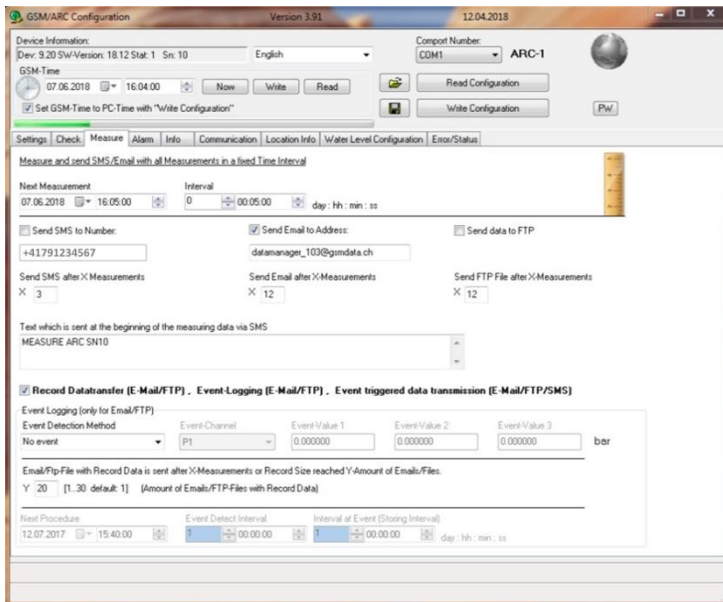 GSM/ARC Configuration Version 3.91 12.04.2018
Device Information: Comport Number:
Dev: 9.20 SW-Version: 18.12 Stat: 1 Sn: 10 English COM1 ARC-1
GSM-Time
07.06.2018 16:04:00 Now Write Read Read Configuration
Set GSM-Time to PC-Time with "Write Configuration" Write Configuration PW
Settings Check Measure Alarm Info Communication Location Info Water Level Configuration Error/Status
Measure and send SMS/Email with all Measurements in a fixed Time Interval
Next Measurement Interval
07.06.2018 16:05:00 0 00:05:00 day : hh : min : ss
Send SMS to Number: Send Email to Address: Send data to FTP
+41791234567 datamanager_103@gsmdata.ch
Send SMS after X Measurements Send Email after X-Measurements Send FTP File after X-Measurements
X 3 X 12 X 12
Text which is sent at the beginning of the measuring data via SMS
MEASURE ARC SN10
Record Datatransfer (E-Mail/FTP) , Event-Logging (E-Mail/FTP) , Event triggered data transmission (E-Mail/FTP/SMS)
Event Logging (only for Email/FTP)
Event Detection Method Event-Channel Event-Value 1 Event-Value 2 Event-Value 3
No event P1 0.000000 0.000000 0.000000 bar
Email/Ftp-File with Record Data is sent after X-Measurements or Record Size reached Y-Amount of Emails/Files.
Y 20 [1..30 default: 1] (Amount of Emails/FTP-Files with Record Data)
Next Procedure Event Detect Interval Interval at Event (Storing Interval)
12.07.2017 15:40:00 1 00:00:00 1 00:00:00 day : hh : min : ss